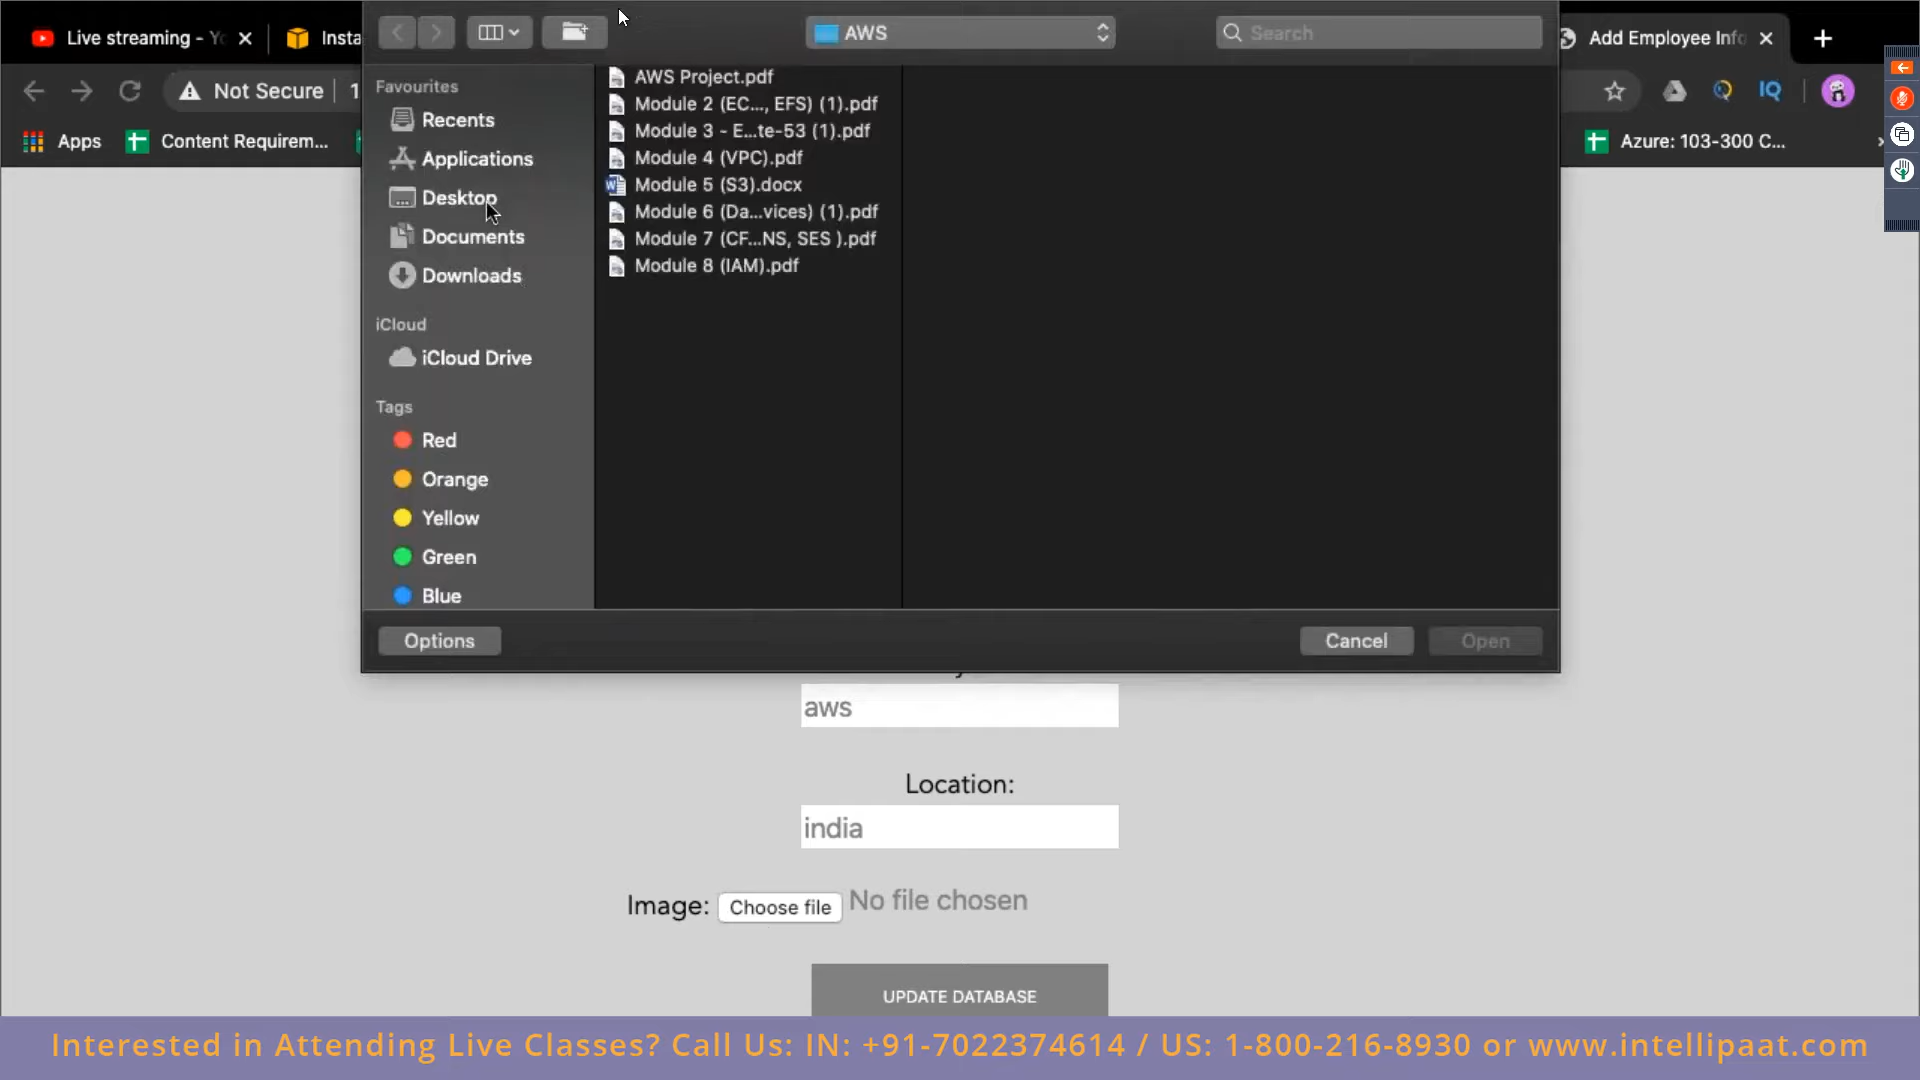 Live streaming - Yo
Insta
AWS
Search
Add Employee Info
Not Secure
1
Apps
Content Requirem...
Azure: 103-300 C...
Favourites
Recents
Applications
Desktop
Documents
Downloads
iCloud
iCloud Drive
Tags
Red
Orange
Yellow
Green
Blue
AWS Project.pdf
Module 2 (EC..., EFS) (1).pdf
Module 3 - E...te-53 (1).pdf
Module 4 (VPC).pdf
Module 5 (S3).docx
Module 6 (Da...vices) (1).pdf
Module 7 (CF...NS, SES ).pdf
Module 8 (IAM).pdf
Options
Cancel
Open
aws
Location:
india
Image: Choose file No file chosen
UPDATE DATABASE
Interested in Attending Live Classes? Call Us: IN: +91-7022374614 / US: 1-800-216-8930 or www.intellipaat.com